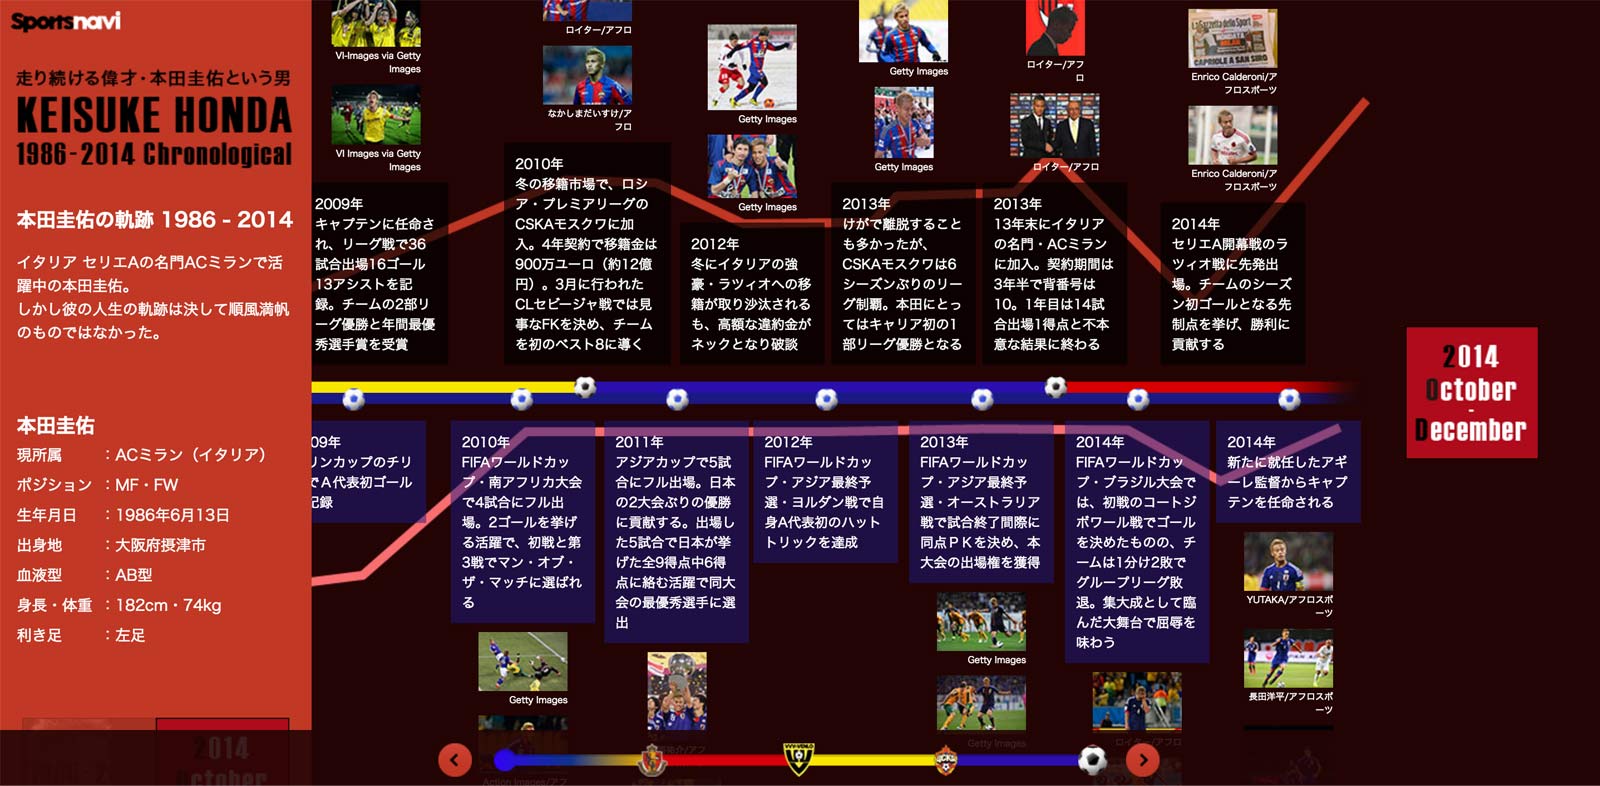 Sportsnavi
走り続ける偉才・本田圭佑という男
KEISUKE HONDA
1986-2014 Chronological
本田圭佑の軌跡 1986 - 2014
イタリア セリエAの名門ACミランで活
躍中の本田圭佑。
しかし彼の人生の軌跡は決して順風満帆
のものではなかった。
本田圭佑
現所属 ：ACミラン（イタリア）
ポジション ：MF・FW
生年月日 ：1986年6月13日
出身地 ：大阪府摂津市
血液型 ：AB型
身長・体重 ：182cm・74kg
利き足 ：左足
VI-Images via Getty
Images
VI Images via Getty
Images
2009年
キャプテンに任命さ
れ、リーグ戦で36
試合出場16ゴール
13アシストを記
録。チームの2部リ
ーグ優勝と年間最優
秀選手賞を受賞
ロイター/アフロ
なかしまだいすけ/ア
フロ
2010年
冬の移籍市場で、ロシ
ア・プレミアリーグの
CSKAモスクワに加
入。4年契約で移籍金は
900万ユーロ（約12億
円）。3月に行われた
CLセビージャ戦では見
事なFKを決め、チーム
を初のベスト8に導く
Getty Images
Getty Images
2012年
冬にイタリアの強
豪・ラツィオへの移
籍が取り沙汰される
も、高額な違約金が
ネックとなり破談
Getty Images
Getty Images
2013年
けがで離脱すること
も多かったが、
CSKAモスクワは6
シーズンぶりのリー
グ制覇。本田にとっ
てはキャリア初の1
部リーグ優勝となる
ロイター/アフ
ロ
ロイター/アフロ
2013年
13年末にイタリア
の名門・ACミラン
に加入。契約期間は
3年半で背番号は
10。1年目は14試
合出場1得点と不本
意な結果に終わる
La Gazzetta dello Sport
CAPRIOLE A SAN SIRO
Enrico Calderoni/ア
フロスポーツ
Enrico Calderoni/ア
フロスポーツ
2014年
セリエA開幕戦のラ
ツィオ戦に先発出
場。チームのシーズ
ン初ゴールとなる先
制点を挙げ、勝利に
貢献する
2014
October
-
December
09年
リンカップのチリ
でA代表初ゴール
記録
2010年
FIFAワールドカッ
プ・南アフリカ大会
で4試合にフル出
場。2ゴールを挙げ
る活躍で、初戦と第
3戦でマン・オブ・
ザ・マッチに選ばれ
る
Getty Images
2011年
アジアカップで5試
合にフル出場。日本
の2大会ぶりの優勝
に貢献する。出場し
た5試合で日本が挙
げた全9得点中6得
点に絡む活躍で同大
会の最優秀選手に選
出
2012年
FIFAワールドカッ
プ・アジア最終予
選・ヨルダン戦で自
身A代表初のハット
トリックを達成
2013年
FIFAワールドカッ
プ・アジア最終予
選・オーストラリア
戦で試合終了間際に
同点ＰＫを決め、本
大会の出場権を獲得
Getty Images
Getty Images
2014年
FIFAワールドカッ
プ・ブラジル大会で
は、初戦のコートジ
ボワール戦でゴール
を決めたものの、チ
ームは1分け2敗で
グループリーグ敗
退。集大成として臨
んだ大舞台で屈辱を
味わう
ロイター/アフロ
2014年
新たに就任したアギ
ーレ監督からキャプ
テンを任命される
YUTAKA/アフロスポ
ーツ
長田洋平/アフロスポ
ーツ
2014
October
Action Images/アフ